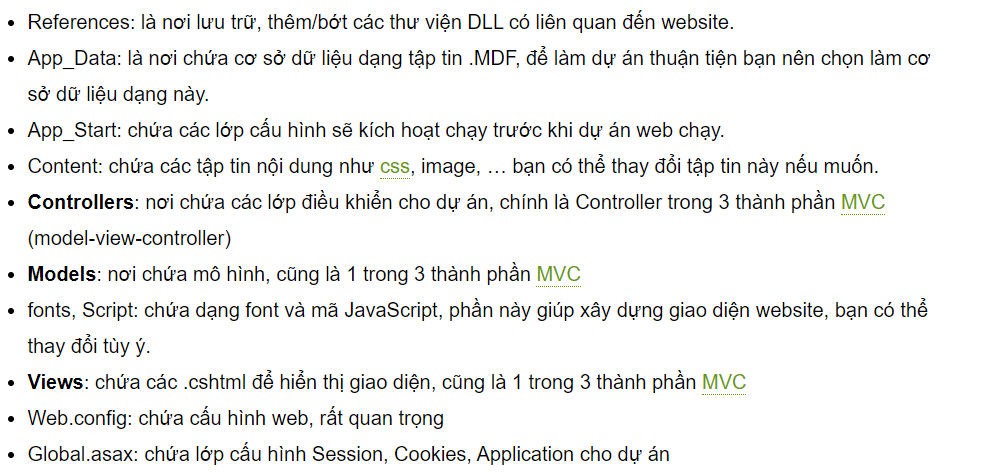 • References: là nơi lưu trữ, thêm/bớt các thư viện DLL có liên quan đến website.
• App_Data: là nơi chứa cơ sở dữ liệu dạng tập tin .MDF, để làm dự án thuận tiện bạn nên chọn làm cơ
sở dữ liệu dạng này.
• App_Start: chứa các lớp cấu hình sẽ kích hoạt chạy trước khi dự án web chạy.
• Content: chứa các tập tin nội dung như css, image, … bạn có thể thay đổi tập tin này nếu muốn.
• Controllers: nơi chứa các lớp điều khiển cho dự án, chính là Controller trong 3 thành phần MVC
(model-view-controller)
• Models: nơi chứa mô hình, cũng là 1 trong 3 thành phần MVC
• fonts, Script: chứa dạng font và mã JavaScript, phần này giúp xây dựng giao diện website, bạn có thể
thay đổi tùy ý.
• Views: chứa các .cshtml để hiển thị giao diện, cũng là 1 trong 3 thành phần MVC
• Web.config: chứa cấu hình web, rất quan trọng
• Global.asax: chứa lớp cấu hình Session, Cookies, Application cho dự án